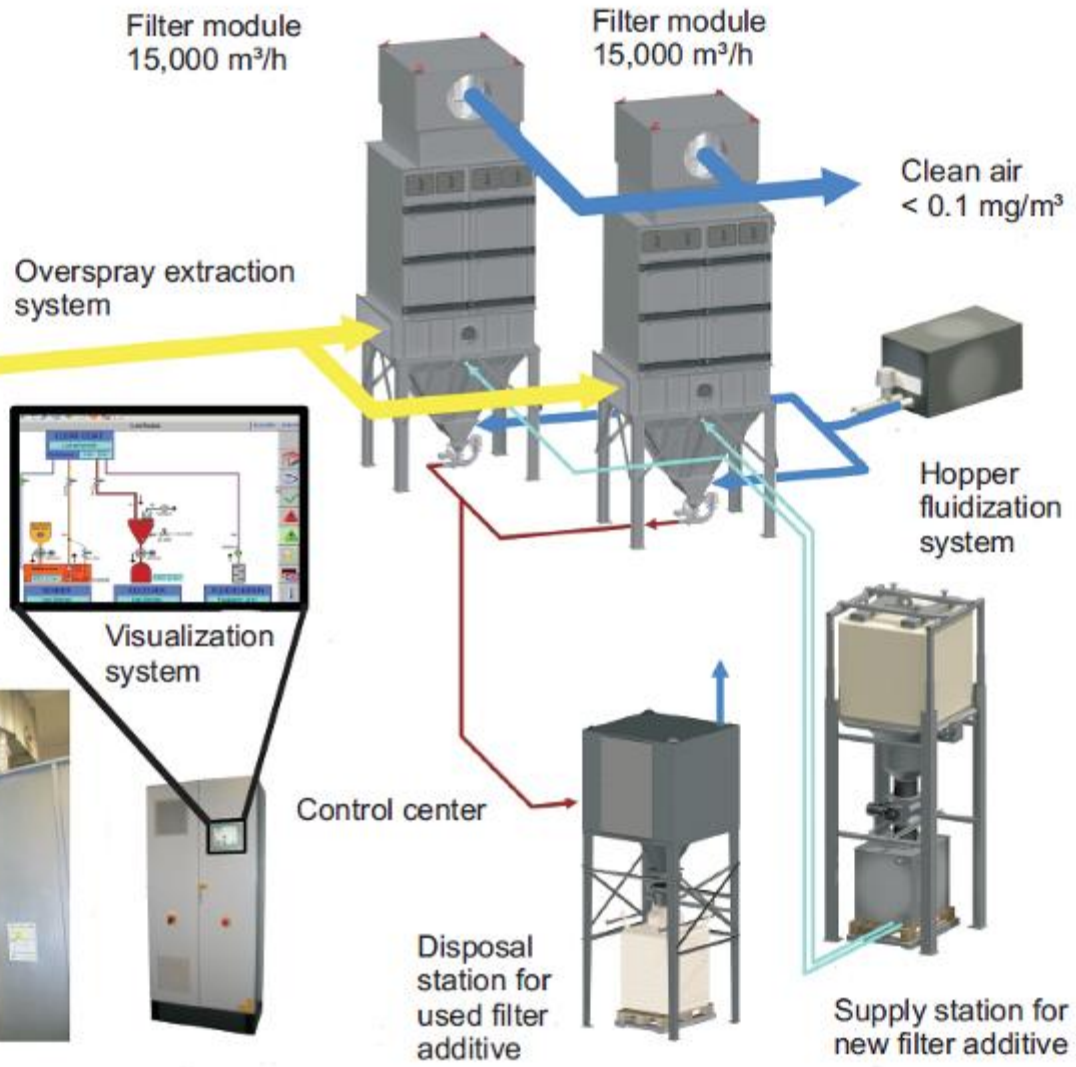 Filter module
15,000 m³/h
Filter module
15,000 m³/h
Clean air
< 0.1 mg/m³
Overspray extraction
system
Hopper
fluidization
system
Visualization
system
Control center
Disposal
station for
used filter
additive
Supply station for
new filter additive